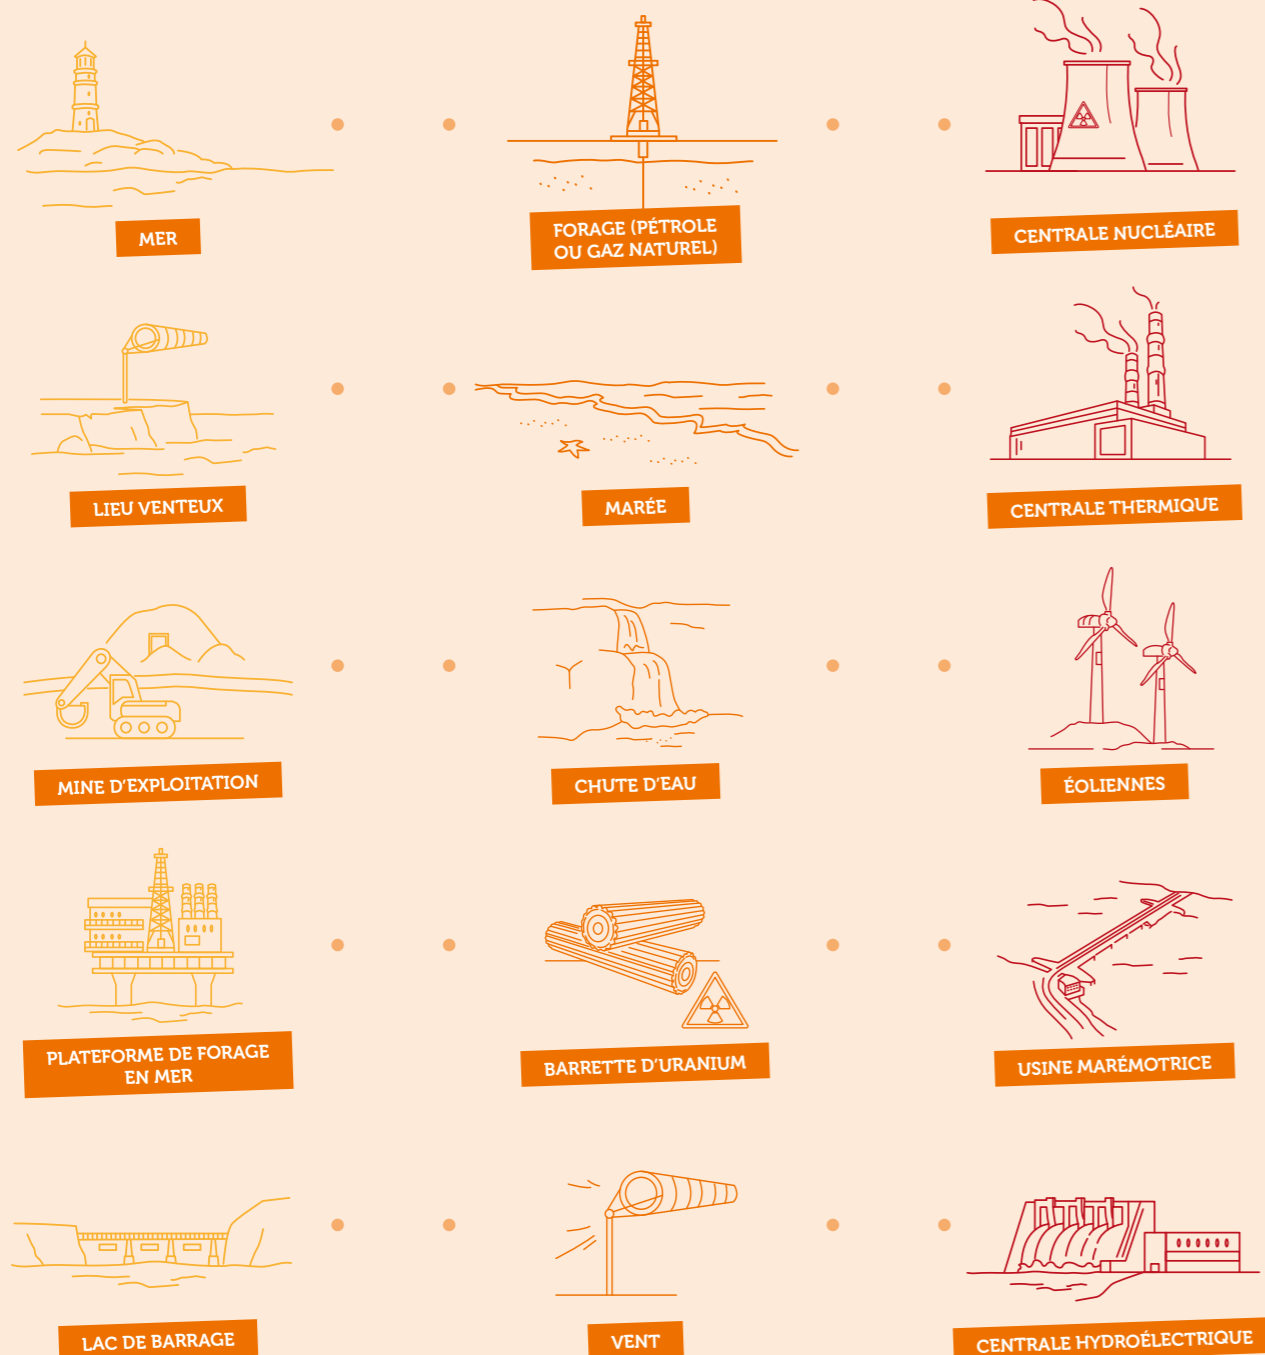 MER
FORAGE (PÉTROLE
OU GAZ NATUREL)
CENTRALE NUCLÉAIRE
LIEU VENTEUX
MARÉE
CENTRALE THERMIQUE
MINE D'EXPLOITATION
CHUTE D'EAU
ÉOLIENNES
PLATEFORME DE FORAGE
EN MER
BARRETTE D'URANIUM
USINE MARÉMOTRICE
LAC DE BARRAGE
VENT
CENTRALE HYDROÉLECTRIQUE